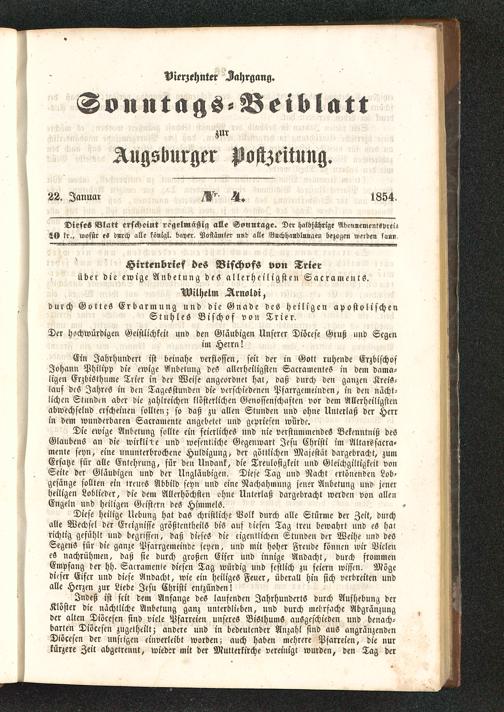 Vierzehnter Jahrgang.
Sonntags-Beiblatt
zur
Augsburger Postzeitung.
22. Januar Nr. 4. 1854.
Dieses Blatt erscheint regelmäßig alle Sonntage. Der halbjährige Abonnementspreis
20 kr., wofür es durch alle königl. bayer. Postämter und alle Buchhandlungen bezogen werden kann.
Hirtenbrief des Bischofs von Trier
über die ewige Anbetung des allerheiligsten Sacraments.
Wilhelm Arnoldi,
durch Gottes Erbarmung und die Gnade des heiligen apostolischen
Stuhles Bischof von Trier.
Der hochwürdigen Geistlichkeit und den Gläubigen Unserer Diöcese Gruß und Segen
im Herrn!
Ein Jahrhundert ist beinahe verflossen, seit der in Gott ruhende Erzbischof
Johann Philipp die ewige Anbetung des allerheiligsten Sacramentes in dem dama-
ligen Erzbisthume Trier in der Weise angeordnet hat, daß durch den ganzen Kreis-
lauf des Jahres in den Tagesstunden die verschiedenen Pfarrgemeinden, in den nächt-
lichen Stunden aber die zahlreichen klösterlichen Genossenschaften vor dem Allerheiligsten
abwechselnd erscheinen sollten; so daß zu allen Stunden und ohne Unterlaß der Herr
in dem wunderbaren Sacramente angebetet und gepriesen würde.
Die ewige Anbetung sollte ein feierliches und nie verstummendes Bekenntniß des
Glaubens an die wirkliche und wesentliche Gegenwart Jesu Christi im Altarssacra-
mente seyn, eine ununterbrochene Huldigung, der göttlichen Majestät dargebracht, zum
Ersatze für alle Entehrung, für den Undank, die Treulosigkeit und Gleichgiltigkeit von
Seite der Gläubigen und der Ungläubigen. Diese Tag und Nacht ertönenden Lob-
gesänge sollten ein treues Abbild seyn und eine Nachahmung jener Anbetung und jener
heiligen Loblieder, die dem Allerhöchsten ohne Unterlaß dargebracht werden von allen
Engeln und heiligen Geistern des Himmels.
Diese heilige Uebung hat das christliche Volk durch alle Stürme der Zeit, durch
alle Wechsel der Ereignisse größtentheils bis auf diesen Tag treu bewahrt und es hat
richtig gefühlt und begriffen, daß dieses die eigentlichen Stunden der Weihe und des
Segens für die ganze Pfarrgemeinde seyen, und mit hoher Freude können wir Vielen
es nachrühmen, daß sie durch großen Eifer und innige Andacht, durch frommen
Empfang der hh. Sacramente diesen Tag würdig und festlich zu feiern wissen. Möge
dieser Eifer und diese Andacht, wie ein heiliges Feuer, überall hin sich verbreiten und
alle Herzen zur Liebe Jesu Christi entzünden!
Indeß ist seit dem Anfange des laufenden Jahrhunderts durch Aufhebung der
Klöster die nächtliche Anbetung ganz unterblieben, und durch mehrfache Abgränzung
der alten Diöcesen sind viele Pfarreien unseres Bisthums ausgeschieden und benach-
barten Diöcesen zugetheilt; andere und in bedeutender Anzahl sind aus angränzenden
Diöcesen der unsrigen einverleibt worden; auch haben mehrere Pfarreien, die nur
kürzere Zeit abgetrennt, wieder mit der Mutterkirche vereinigt wurden, den Tag der